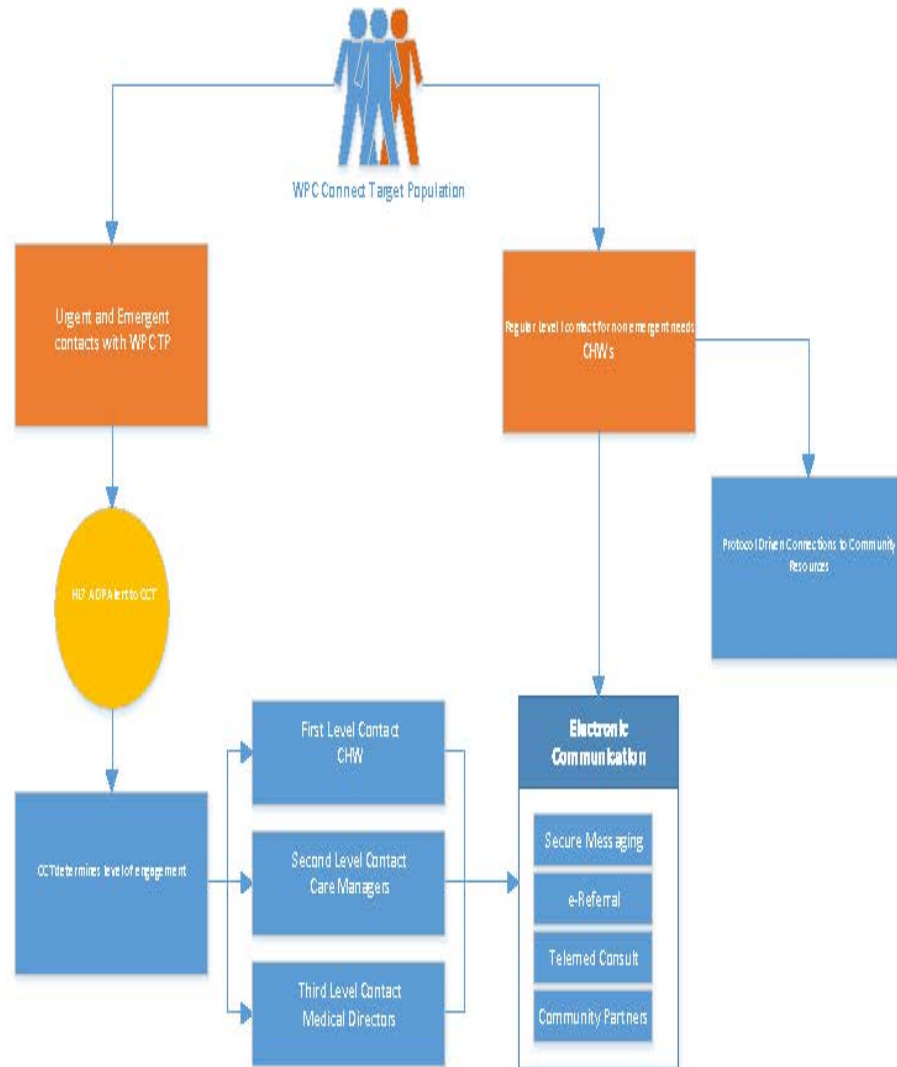 WPC Connect Target Population
Urgent and Emergent
contacts with WPC TP
Regular Level I contact for non emergent needs
CHWs
Protocol Driven Connections to Community
Resources
Alert to CCT
First Level Contact
CHW
Electronic
Communication
CCT determines level of engagement
Second Level Contact
Care Managers
Secure Messaging
e-Referral
Telemed Consult
Third Level Contact
Medical Directors
Community Partners